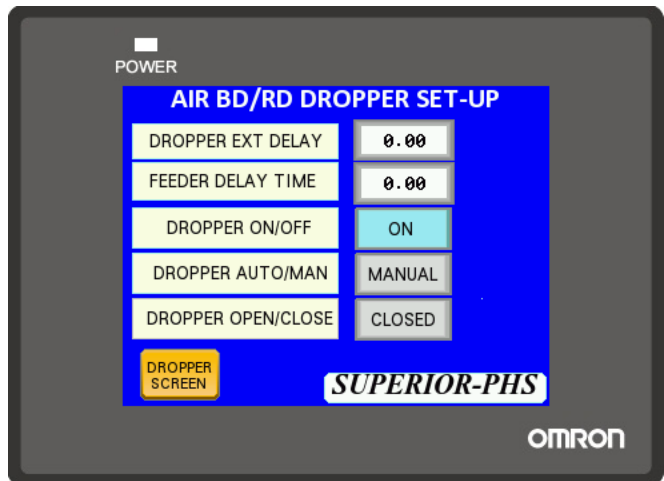 POWER
AIR BD/RD DROPPER SET-UP
DROPPER EXT DELAY 0.00
FEEDER DELAY TIME 0.00
DROPPER ON/OFF ON
DROPPER AUTO/MAN MANUAL
DROPPER OPEN/CLOSE CLOSED
DROPPER
SCREEN
SUPERIOR-PHS
OMRON